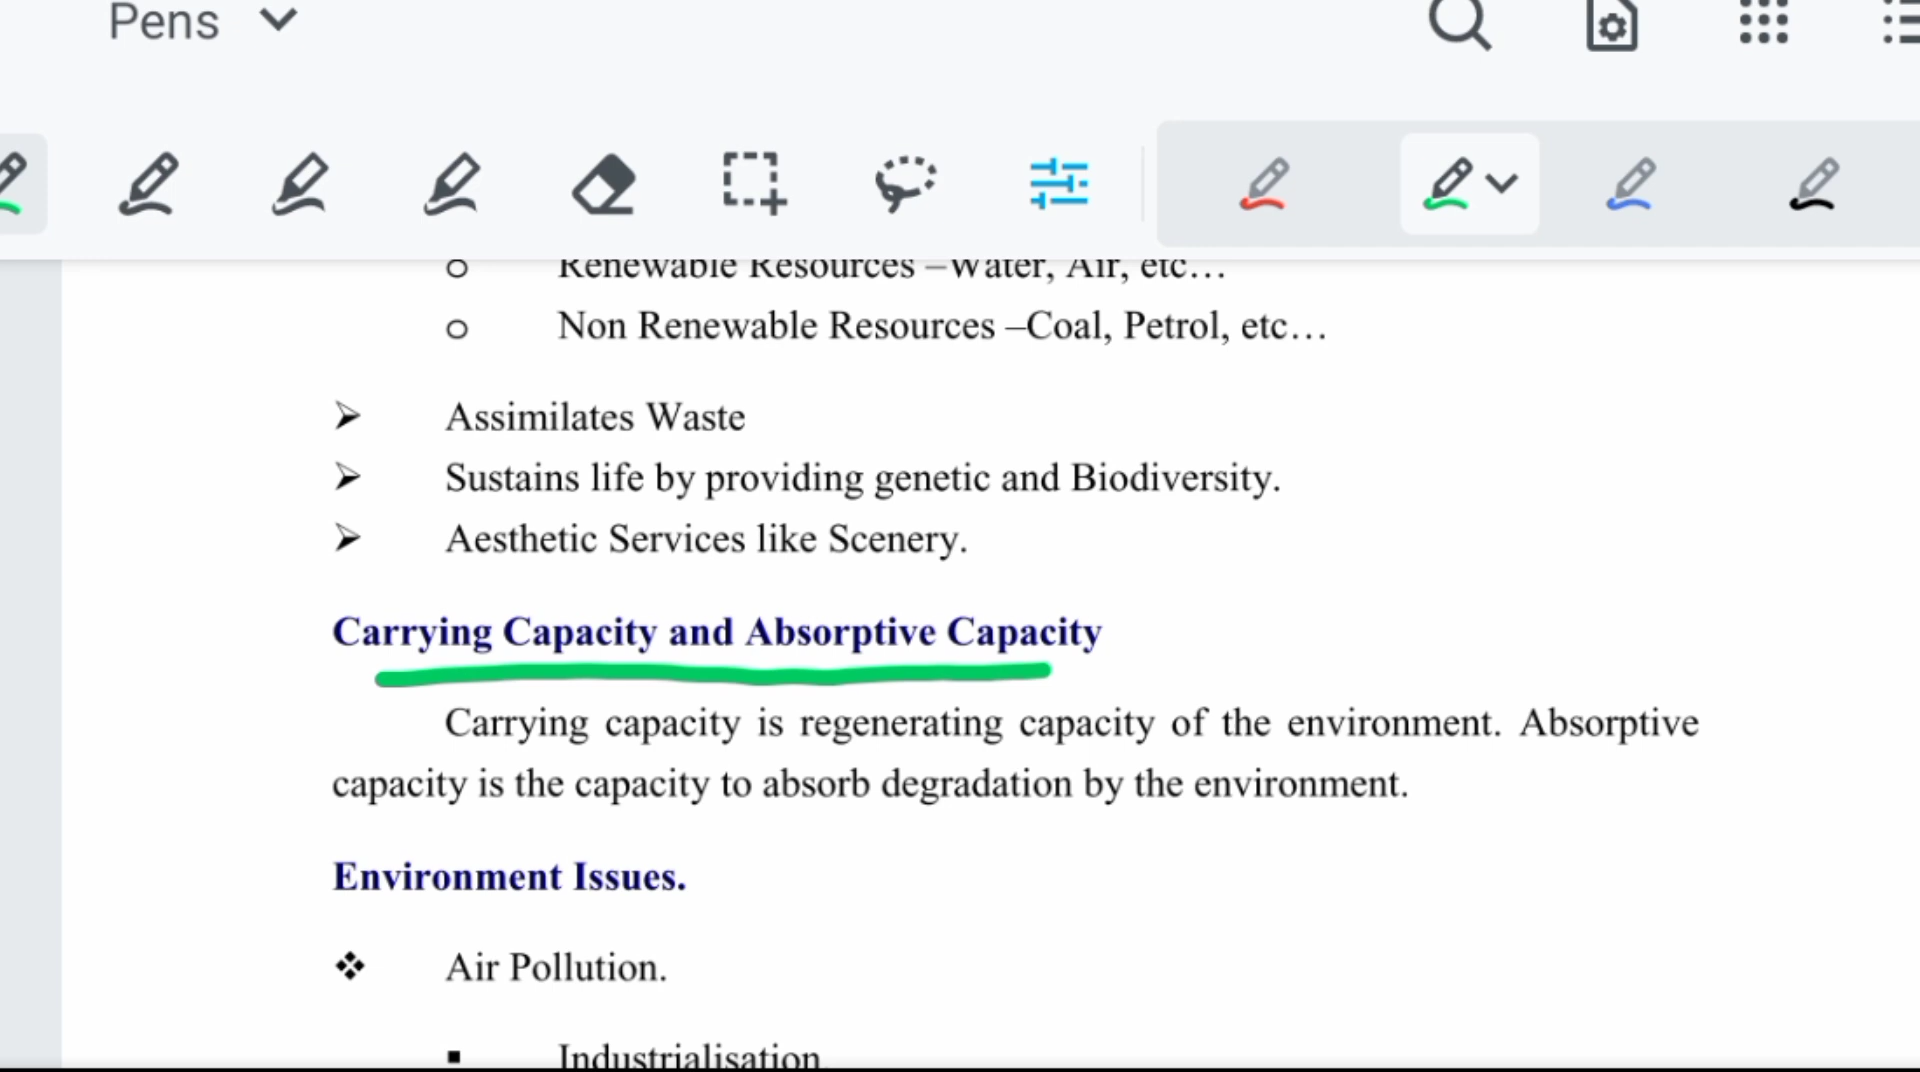 Pens
o Renewable Resources –Water, Air, etc…
o Non Renewable Resources –Coal, Petrol, etc…
➢ Assimilates Waste
➢ Sustains life by providing genetic and Biodiversity.
➢ Aesthetic Services like Scenery.
Carrying Capacity and Absorptive Capacity
Carrying capacity is regenerating capacity of the environment. Absorptive
capacity is the capacity to absorb degradation by the environment.
Environment Issues.
❖ Air Pollution.
▪ Industrialisation